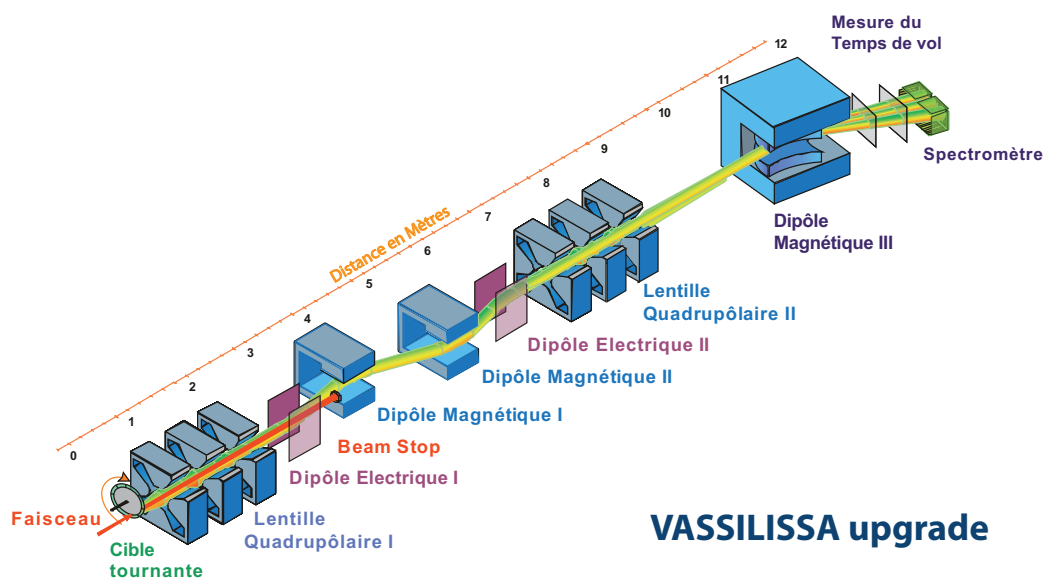 Mesure du
Temps de vol
12
11
10
9
8
7
6
5
4
3
2
1
0
Distance en Mètres
Spectromètre
Dipôle
Magnétique III
Lentille
Quadrupôlaire II
Dipôle Electrique II
Dipôle Magnétique II
Dipôle Magnétique I
Beam Stop
Dipôle Electrique I
Faisceau
Lentille
Quadrupôlaire I
Cible
tournante
VASSILISSA upgrade